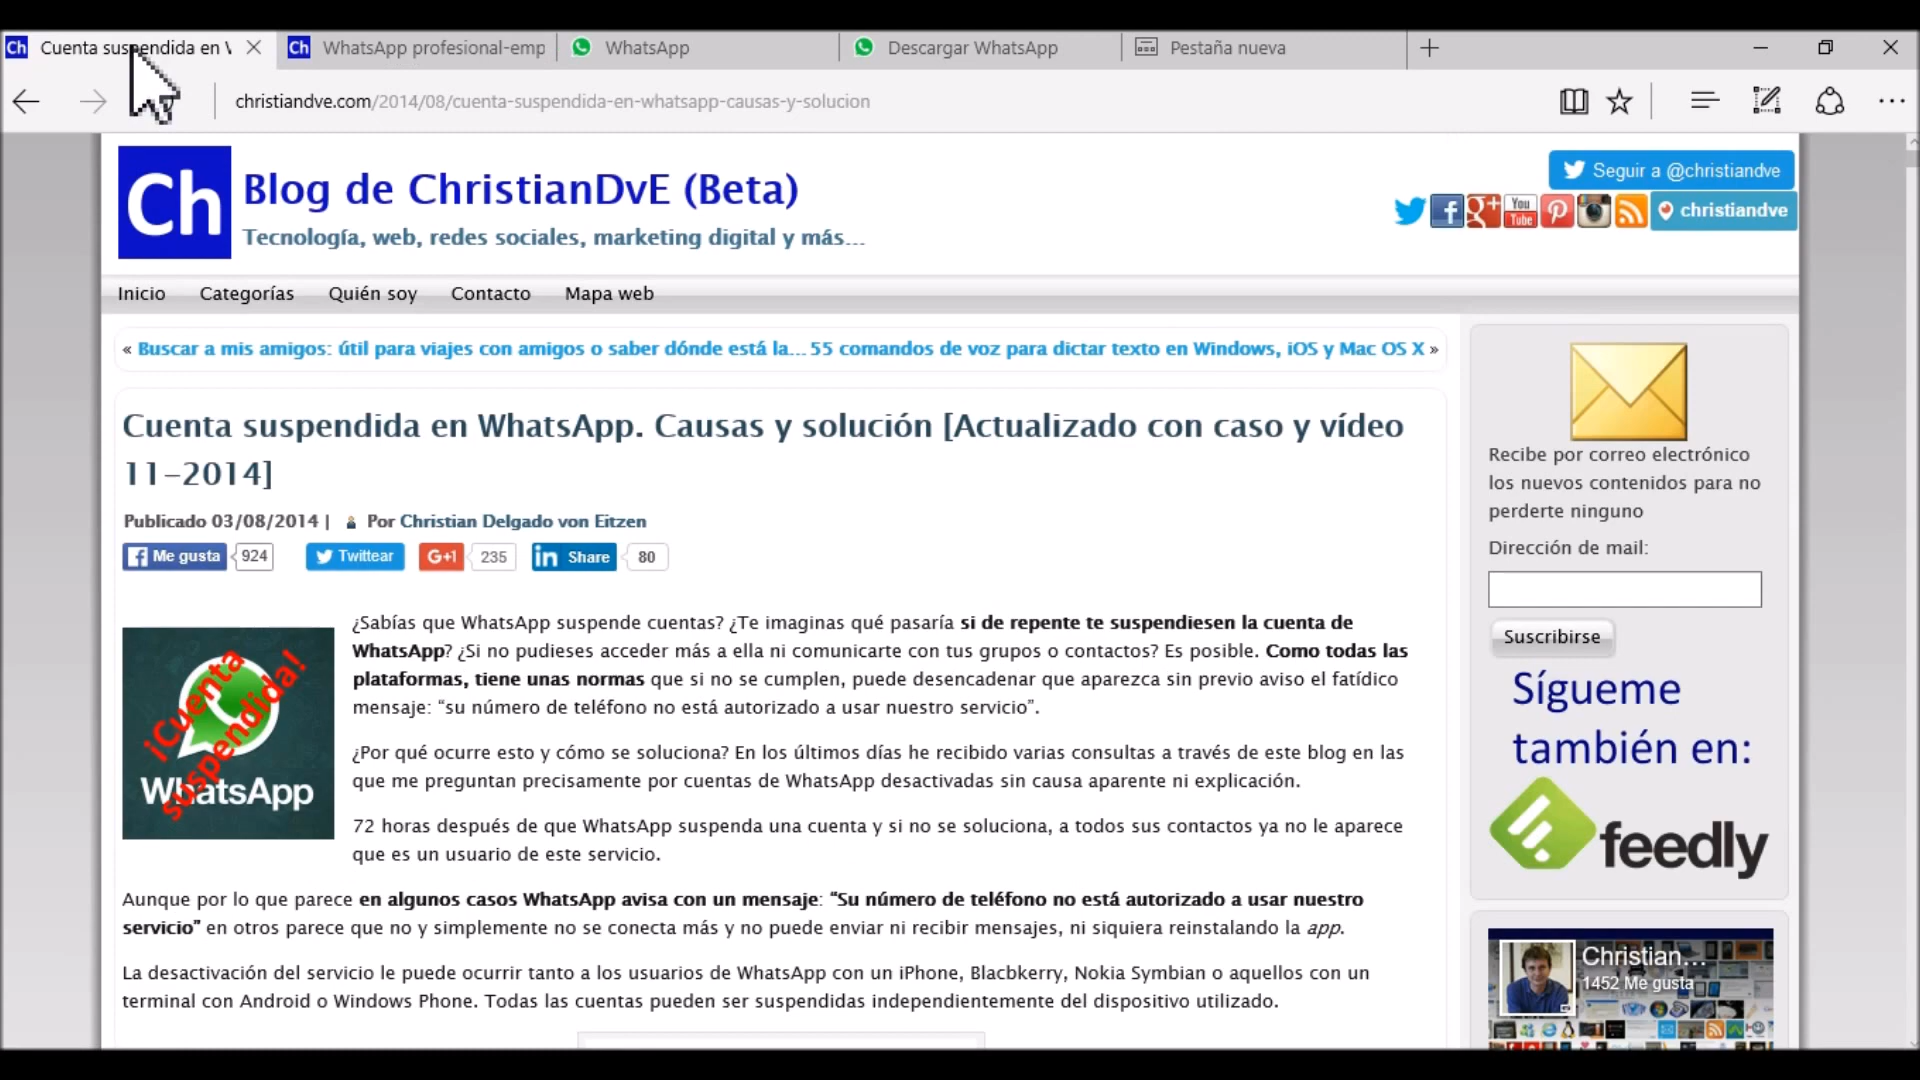 Ch Cuenta suspendida en W
Ch WhatsApp profesional-emp
WhatsApp
Descargar WhatsApp
Pestaña nueva
christiandve.com/2014/08/cuenta-suspendida-en-whatsapp-causas-y-solucion
Ch
Blog de ChristianDvE (Beta)
Tecnología, web, redes sociales, marketing digital y más...
Seguir a @christiandve
You Tube
christiandve
Inicio Categorías Quién soy Contacto Mapa web
« Buscar a mis amigos: útil para viajes con amigos o saber dónde está la... 55 comandos de voz para dictar texto en Windows, iOS y Mac OS X »
Cuenta suspendida en WhatsApp. Causas y solución [Actualizado con caso y vídeo
11-2014]
Publicado 03/08/2014 | Por Christian Delgado von Eitzen
Me gusta 924 Twittear G+1 235 in Share 80
¡Cuenta
suspendida!
WhatsApp
¿Sabías que WhatsApp suspende cuentas? ¿Te imaginas qué pasaría si de repente te suspendiesen la cuenta de
WhatsApp? ¿Si no pudieses acceder más a ella ni comunicarte con tus grupos o contactos? Es posible. Como todas las
plataformas, tiene unas normas que si no se cumplen, puede desencadenar que aparezca sin previo aviso el fatídico
mensaje: “su número de teléfono no está autorizado a usar nuestro servicio”.
¿Por qué ocurre esto y cómo se soluciona? En los últimos días he recibido varias consultas a través de este blog en las
que me preguntan precisamente por cuentas de WhatsApp desactivadas sin causa aparente ni explicación.
72 horas después de que WhatsApp suspenda una cuenta y si no se soluciona, a todos sus contactos ya no le aparece
que es un usuario de este servicio.
Aunque por lo que parece en algunos casos WhatsApp avisa con un mensaje: “Su número de teléfono no está autorizado a usar nuestro
servicio” en otros parece que no y simplemente no se conecta más y no puede enviar ni recibir mensajes, ni siquiera reinstalando la app.
La desactivación del servicio le puede ocurrir tanto a los usuarios de WhatsApp con un iPhone, Blacbkerry, Nokia Symbian o aquellos con un
terminal con Android o Windows Phone. Todas las cuentas pueden ser suspendidas independientemente del dispositivo utilizado.
Recibe por correo electrónico
los nuevos contenidos para no
perderte ninguno
Dirección de mail:
Suscribirse
Sígueme
también en:
feedly
Christian...
1452 Me gusta